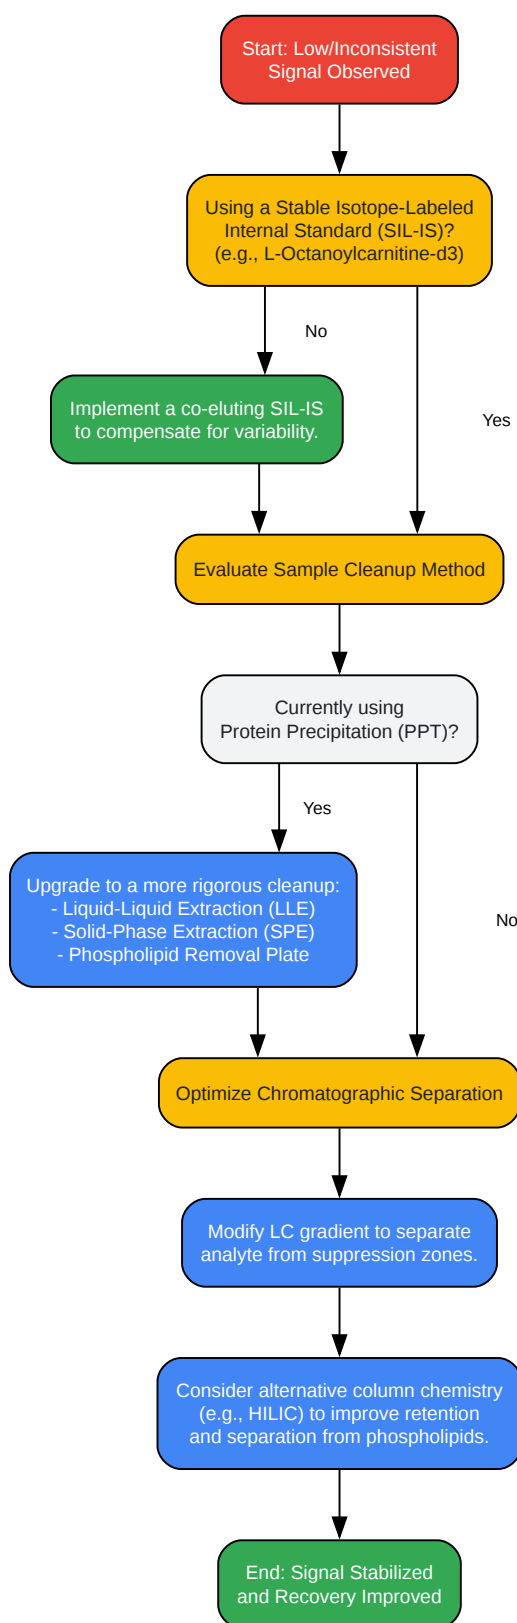 Start: Low/Inconsistent
Signal Observed
Using a Stable Isotope-Labeled
Internal Standard (SIL-IS)?
(e.g., L-Octanoylcarnitine-d3)
No
Implement a co-eluting SIL-IS
to compensate for variability.
Yes
Evaluate Sample Cleanup Method
Currently using
Protein Precipitation (PPT)?
Yes
Upgrade to a more rigorous cleanup:
- Liquid-Liquid Extraction (LLE)
- Solid-Phase Extraction (SPE)
- Phospholipid Removal Plate
No
Optimize Chromatographic Separation
Modify LC gradient to separate
analyte from suppression zones.
Consider alternative column chemistry
(e.g., HILIC) to improve retention
and separation from phospholipids.
End: Signal Stabilized
and Recovery Improved